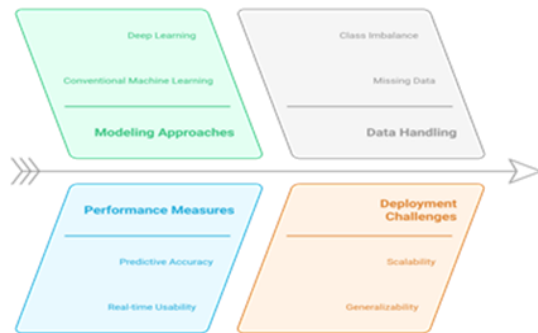 Deep Learning
Conventional Machine Learning
Modeling Approaches
Class Imbalance
Missing Data
Data Handling
Performance Measures
Predictive Accuracy
Real-time Usability
Deployment
Challenges
Scalability
Generalizability